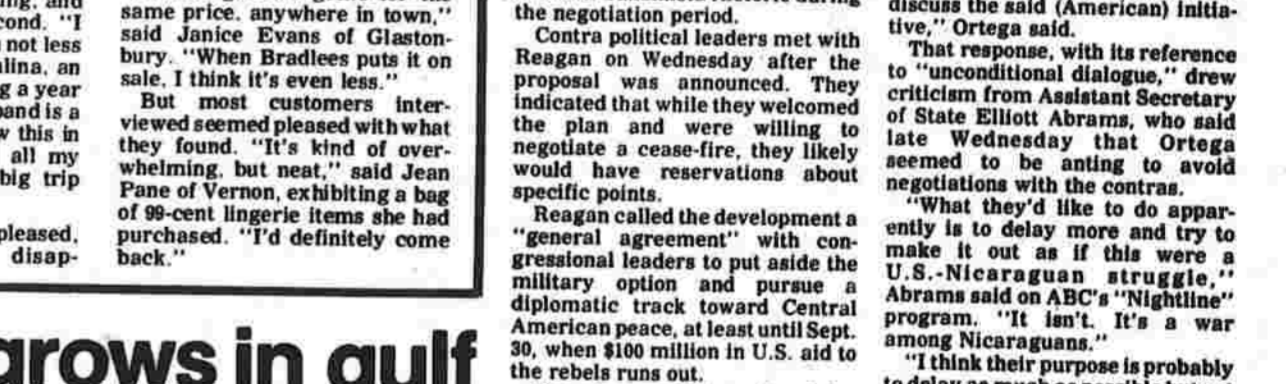 ing, and
cond. "I
not less
lina, an
g a year
band is a
w this in
all my
big trip
pleased,
disap-
same price, anywhere in town,"
said Janice Evans of Glaston-
bury. "When Bradlees puts it on
sale, I think it's even less."
But most customers inter-
viewed seemed pleased with what
they found. "It's kind of over-
whelming, but neat," said Jean
Pane of Vernon, exhibiting a bag
of 99-cent lingerie items she had
purchased. "I'd definitely come
back."
grows in gulf
the negotiation period.
Contra political leaders met with
Reagan on Wednesday after the
proposal was announced. They
indicated that while they welcomed
the plan and were willing to
negotiate a cease-fire, they likely
would have reservations about
specific points.
Reagan called the development a
"general agreement" with con-
gressional leaders to put aside the
military option and pursue a
diplomatic track toward Central
American peace, at least until Sept.
30, when $100 million in U.S. aid to
the rebels runs out.
discuss the said (American) initia-
tive," Ortega said.
That response, with its reference
to "unconditional dialogue," drew
criticism from Assistant Secretary
of State Elliott Abrams, who said
late Wednesday that Ortega
seemed to be anting to avoid
negotiations with the contras.
"What they'd like to do appar-
ently is to delay more and try to
make it out as if this were a
U.S.-Nicaraguan struggle,"
Abrams said on ABC's "Nightline"
program. "It isn't. It's a war
among Nicaraguans."
"I think their purpose is probably